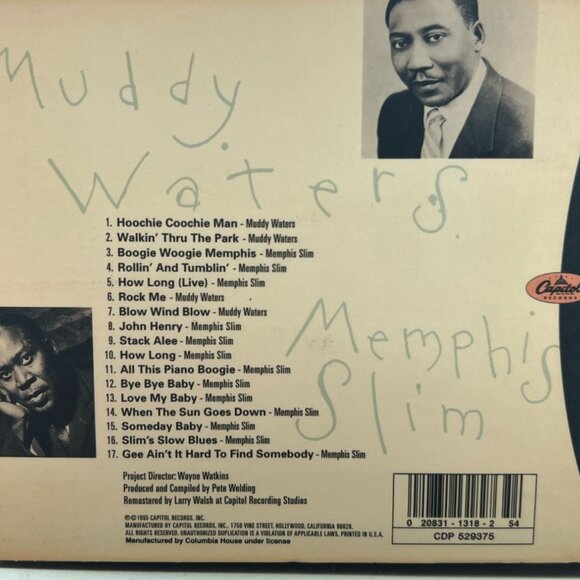 Muddy
Waters
1. Hoochie Coochie Man - Muddy Waters
2. Walkin' Thru The Park - Muddy Waters
3. Boogie Woogie Memphis - Memphis Slim
4. Rollin' And Tumblin' - Memphis Slim
5. How Long (Live) - Memphis Slim
6. Rock Me - Muddy Waters
7. Blow Wind Blow - Muddy Waters
8. John Henry - Memphis Slim
9. Stack Alee - Memphis Slim
10. How Long - Memphis Slim
11. All This Piano Boogie - Memphis Slim
12. Bye Bye Baby - Memphis Slim
13. Love My Baby - Memphis Slim
14. When The Sun Goes Down - Memphis Slim
15. Someday Baby - Memphis Slim
16. Slim's Slow Blues - Memphis Slim
17. Gee Ain't It Hard To Find Somebody - Memphis Slim
Memphis
Slim
Capitol
RECORDS
Project Director: Wayne Watkins
Produced and Compiled by Pete Welding
Remastered by Larry Walsh at Capitol Recording Studios
℗©1995 CAPITOL RECORDS, INC.
MANUFACTURED BY CAPITOL RECORDS, INC., 1750 VINE STREET, HOLLYWOOD, CALIFORNIA 90028.
ALL RIGHTS RESERVED. UNAUTHORIZED DUPLICATION IS A VIOLATION OF APPLICABLE LAWS. PRINTED IN U.S.A.
Manufactured by Columbia House under license
0 20831-1318-2 54
CDP 529375